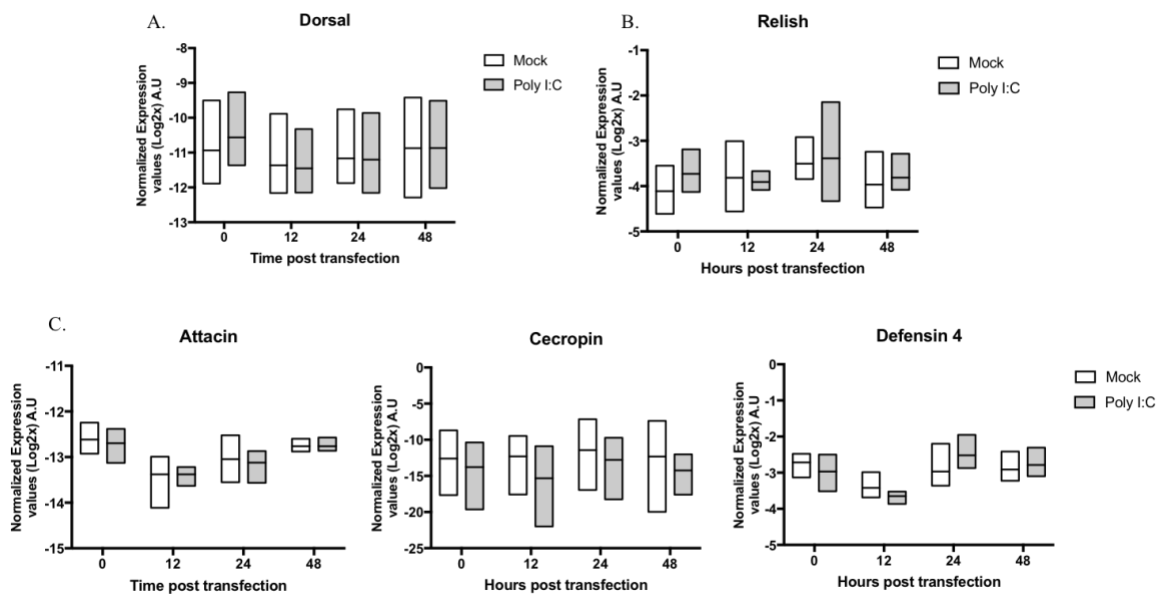 A.
Dorsal
Normalized Expression
values (Log2x) A.U
-8
-9
-10
-11
-12
-13
0 12 24 48
Time post transfection
Mock
Poly I:C
B.
Relish
Normalized Expression
values (Log2x) A.U
-1
-3
-4
-5
0 12 24 48
Hours post transfection
Mock
Poly I:C
C.
Attacin
Normalized Expression
values (Log2x) A.U
-11
-12
-13
-14
-15
0 12 24 48
Time post transfection
Cecropin
Normalized Expression
values (Log2x) A.U
0
-5
-10
-15
-20
-25
0 12 24 48
Hours post transfection
Defensin 4
Normalized Expression
values (Log2x) A.U
0
-1
-2
-3
-4
-5
0 12 24 48
Hours post transfection
Mock
Poly I:C